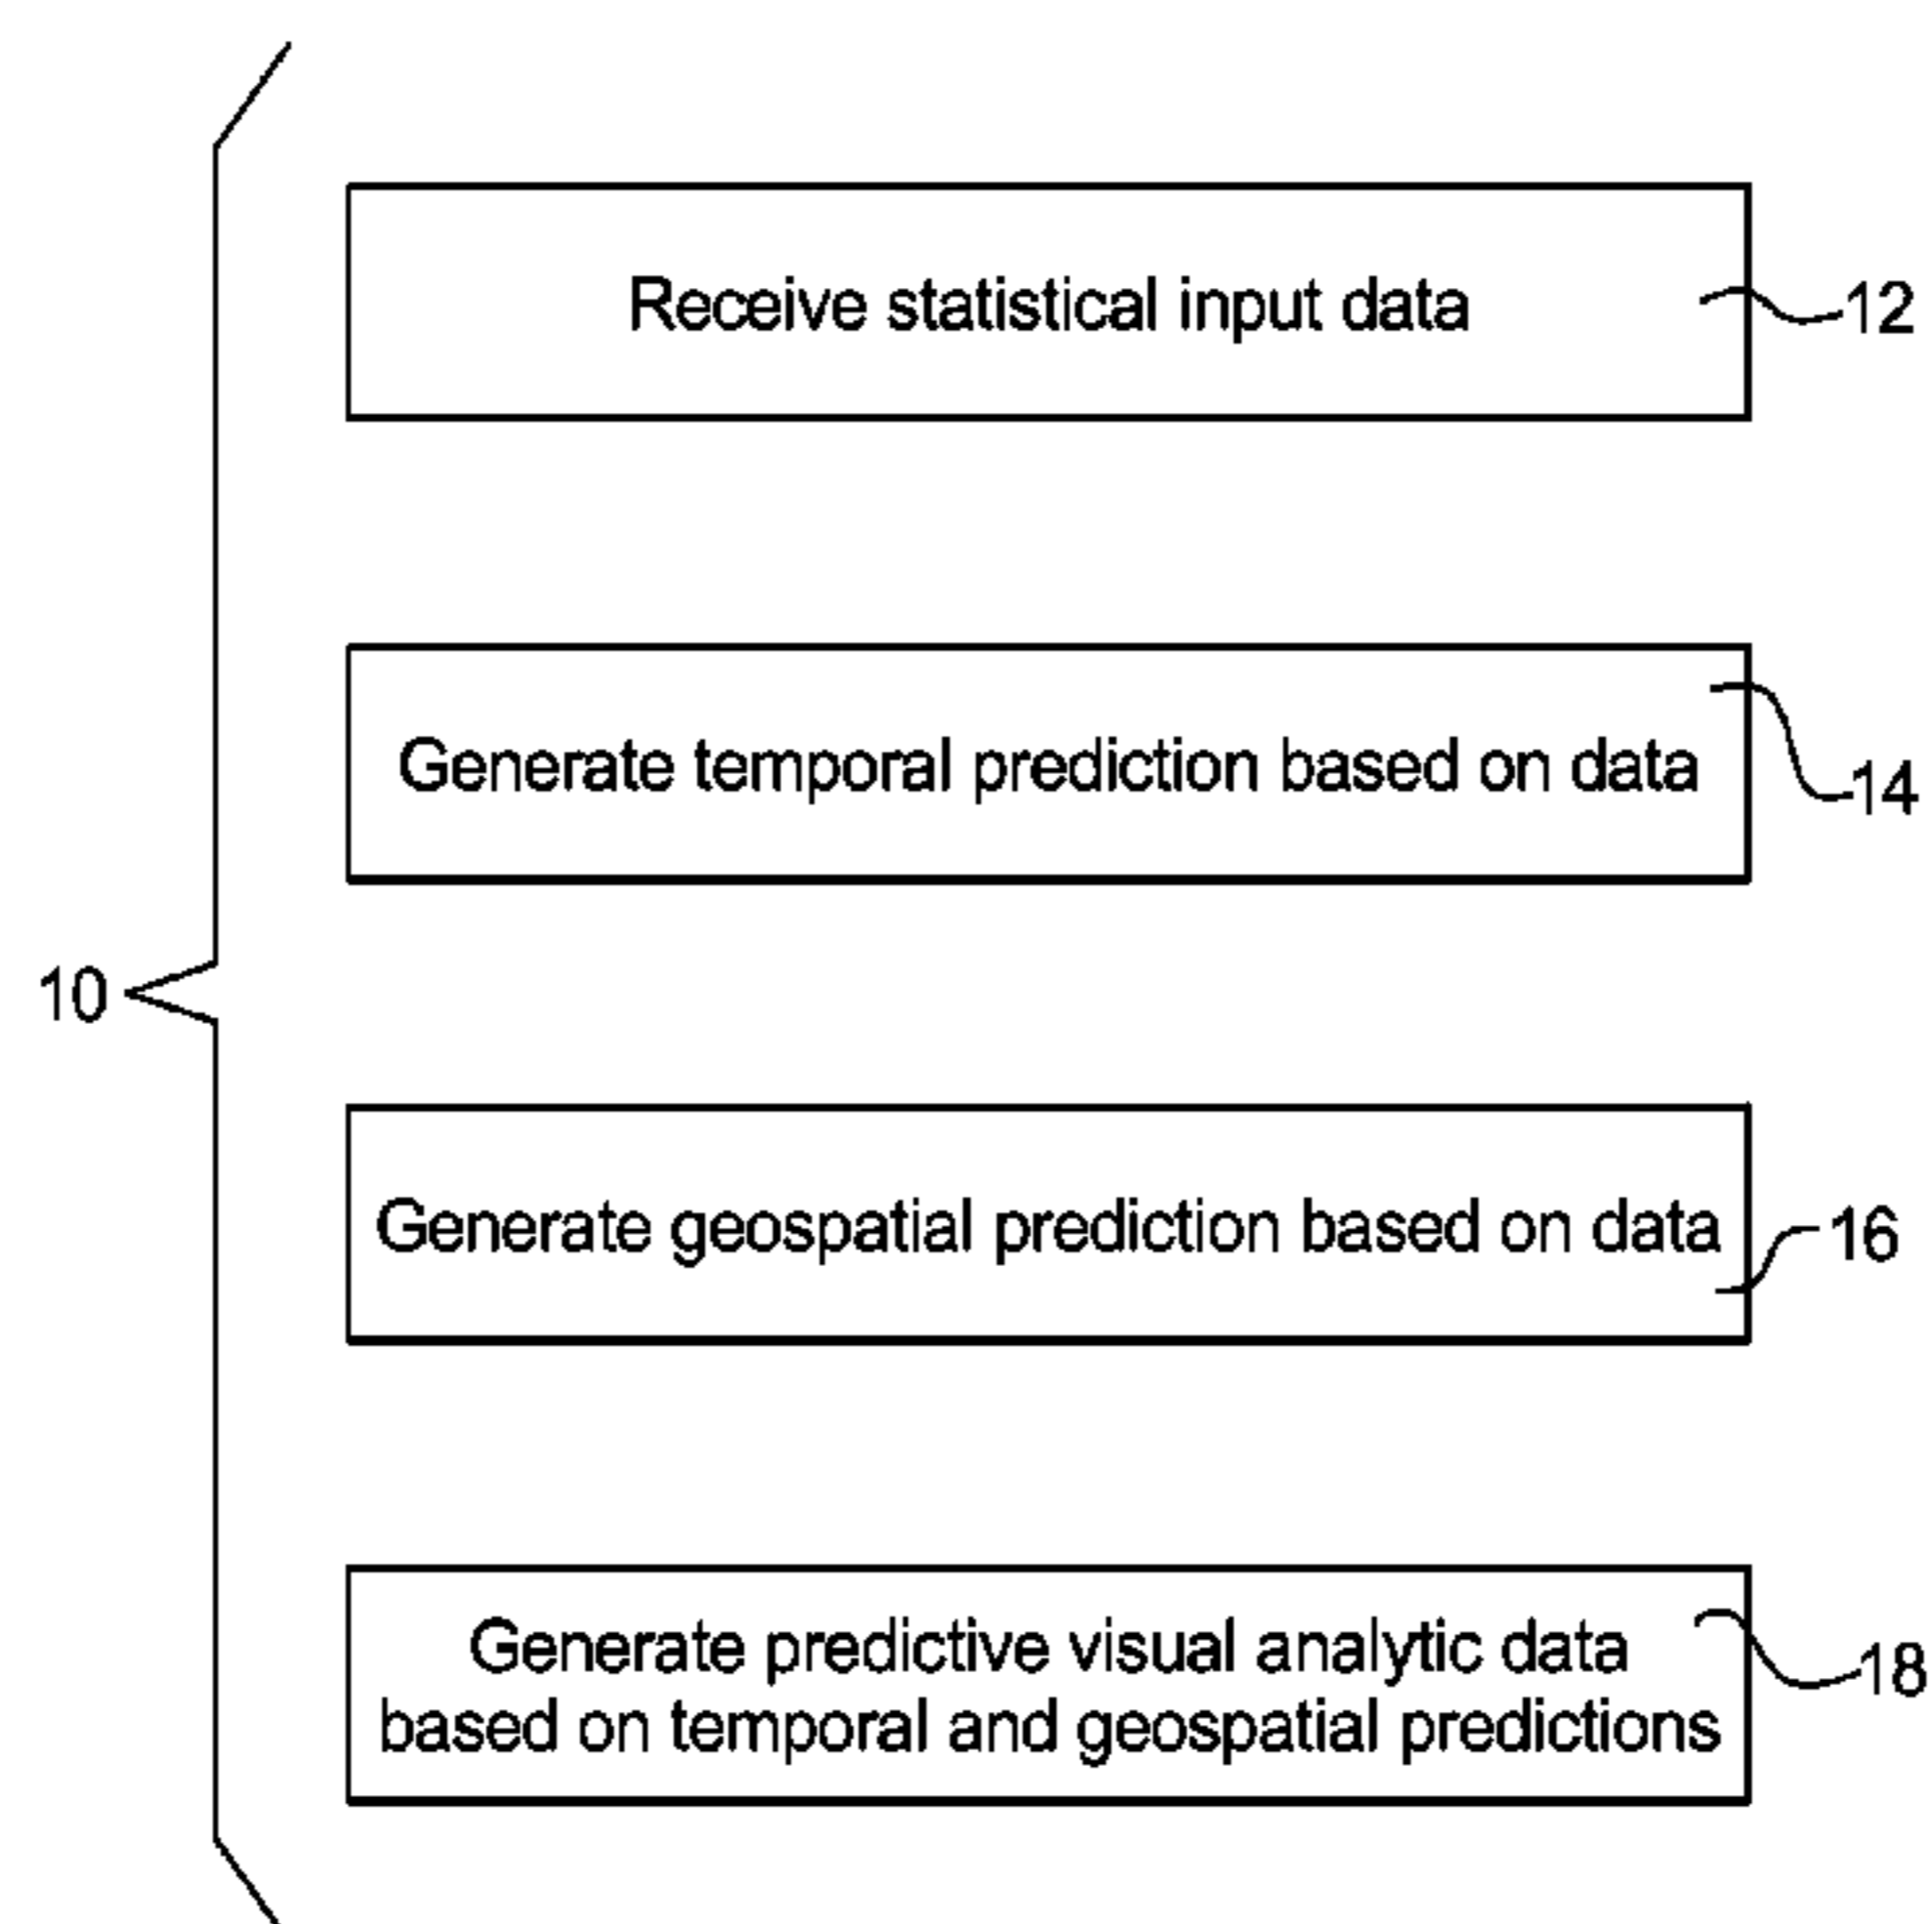 Receive statistical input data
12
Generate temporal prediction based on data
14
10
Generate geospatial prediction based on data
16
Generate predictive visual analytic data
based on temporal and geospatial predictions
18